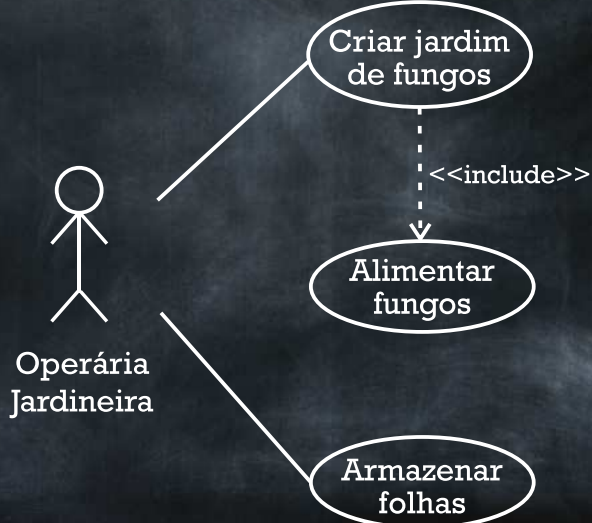 Criar jardim
de fungos
<<include>>
Alimentar
fungos
Operária
Jardineira
Armazenar
folhas